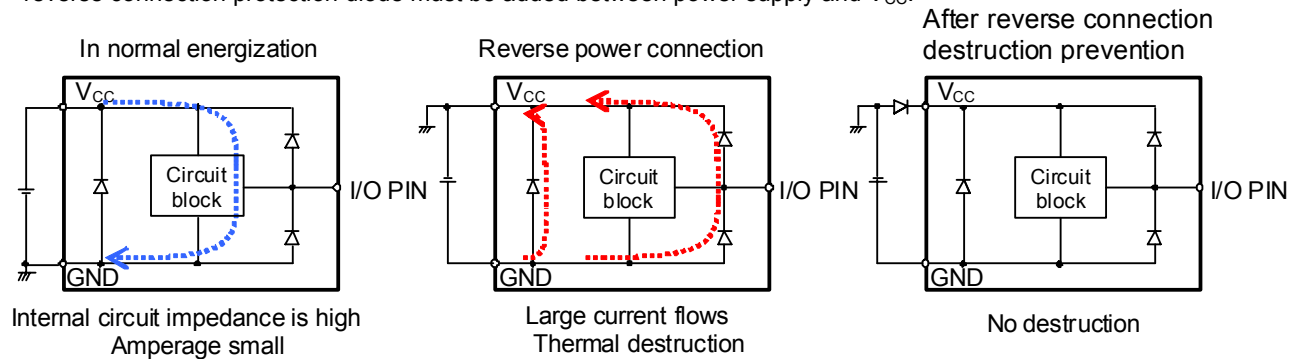 reverse connection protection diode must be added between power supply and VCC.
In normal energization
VCC
Circuit
block
I/O PIN
GND
Internal circuit impedance is high
Amperage small
Reverse power connection
VCC
Circuit
block
I/O PIN
GND
Large current flows
Thermal destruction
After reverse connection
destruction prevention
VCC
Circuit
block
I/O PIN
GND
No destruction